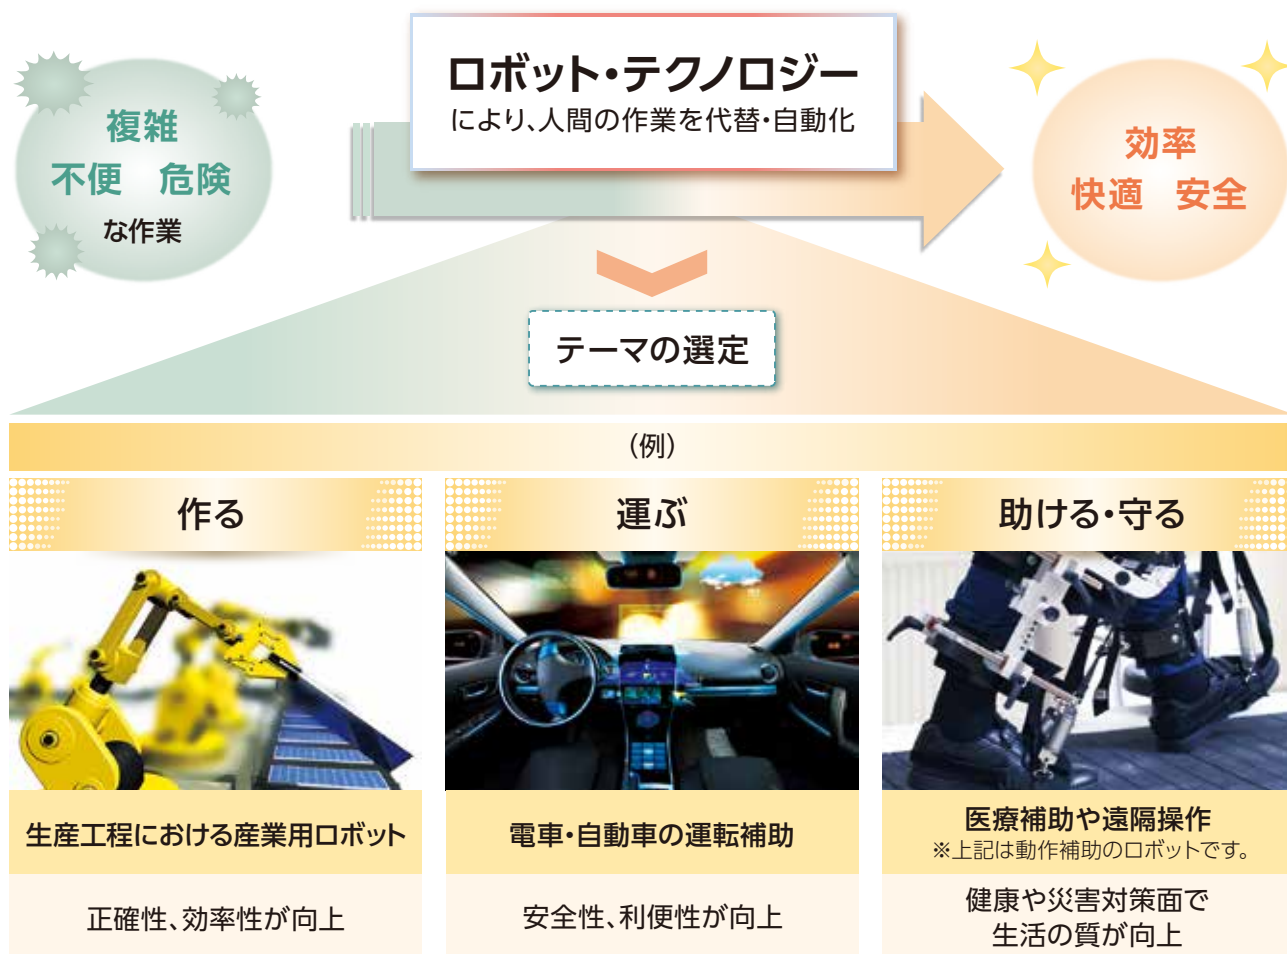 複雑
不便 危険
な作業
ロボット・テクノロジー
により、人間の作業を代替・自動化
効率
快適 安全
テーマの選定
(例)
作る
運ぶ
助ける・守る
生産工程における産業用ロボット
電車・自動車の運転補助
医療補助や遠隔操作
※上記は動作補助のロボットです。
正確性、効率性が向上
安全性、利便性が向上
健康や災害対策面で
生活の質が向上